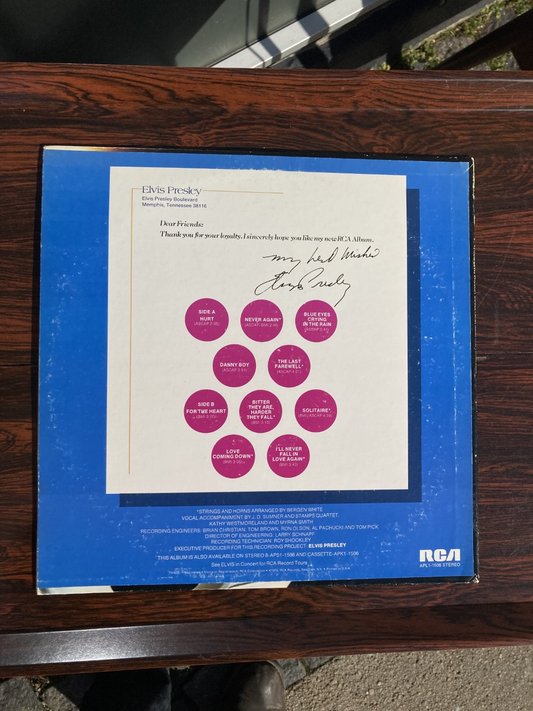 Elvis Presley
Elvis Presley Boulevard
Memphis, Tennessee 38116
Dear Friends:
Thank you for your loyalty. I sincerely hope you like my new RCA Album.
my best wishes
Elvis Presley
SIDE A
HURT
NEVER AGAIN*
BLUE EYES
CRYING
IN THE RAIN
DANNY BOY
THE LAST
FAREWELL*
SIDE B
FOR THE HEART
BITTER
THEY ARE,
HARDER
THEY FALL*
SOLITAIRE*
LOVE
COMING DOWN*
I'LL NEVER
FALL IN
LOVE AGAIN*
*STRINGS AND HORNS ARRANGED BY BERGEN WHITE
VOCAL ACCOMPANIMENT BY J. D. SUMNER AND STAMPS QUARTET,
KATHY WESTMORELAND AND MYRNA SMITH
RECORDING ENGINEERS: BRIAN CHRISTIAN, TOM BROWN, RON OLSON, AL PACHUCKI AND TOM PICK
DIRECTOR OF ENGINEERING: LARRY SCHNAPF
RECORDING TECHNICIAN: ROY SHOCKLEY
EXECUTIVE PRODUCER FOR THIS RECORDING PROJECT: ELVIS PRESLEY
THIS ALBUM IS ALSO AVAILABLE ON STEREO 8-APS1-1506 AND CASSETTE-APK1-1506
See ELVIS in Concert for RCA Record Tours
RCA
APL1-1506 STEREO